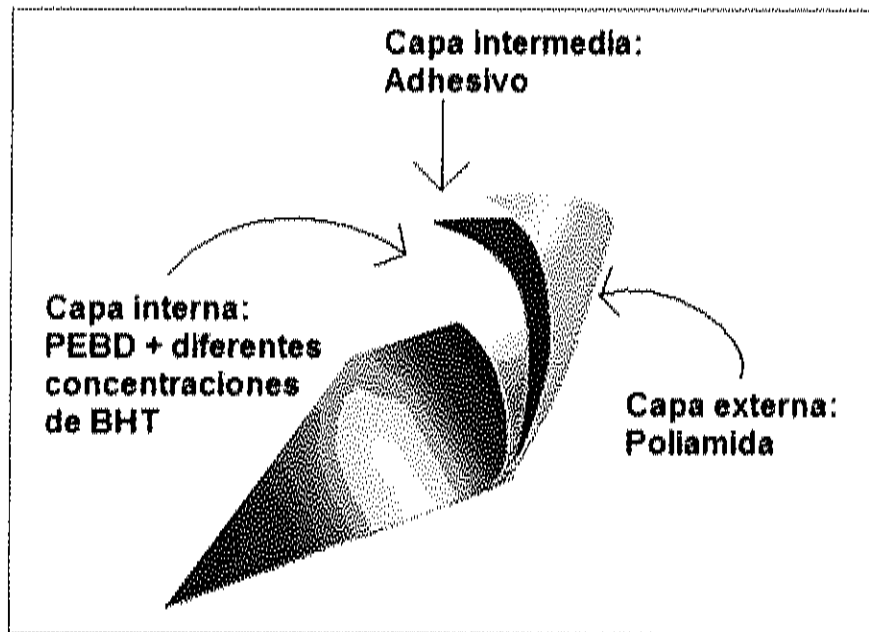 Capa intermedia:
Adhesivo
Capa interna:
PEBD + diferentes
concentraciones
de BHT
Capa externa:
Poliamida